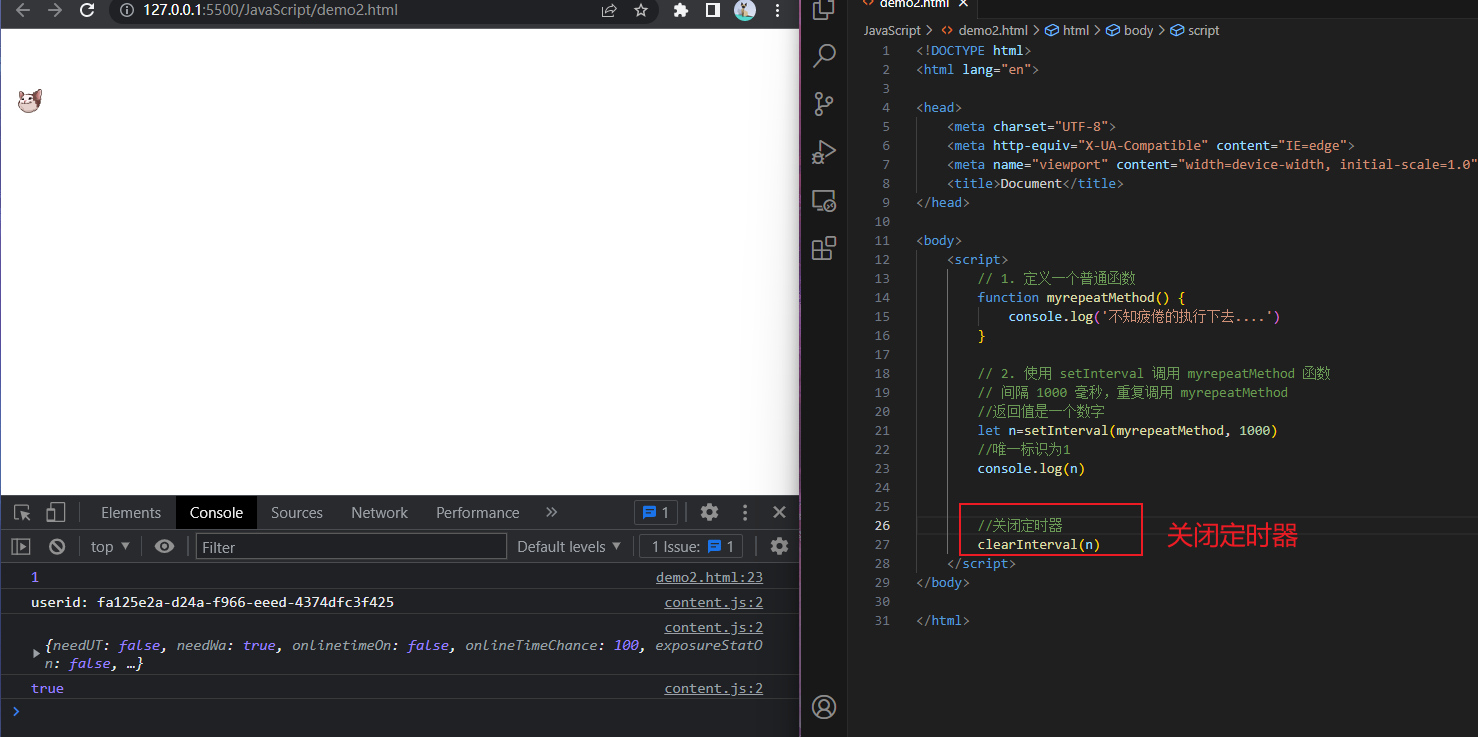 127.0.0.1:5500/JavaScript/demo2.html
Elements Console Sources Network Performance » 1
top Filter Default levels 1 Issue: 1
1 demo2.html:23
userid: fa125e2a-d24a-f966-eeed-4374dfc3f425 content.js:2
content.js:2
{needUT: false, needWa: true, onlinetimeOn: false, onlineTimeChance: 100, exposureStatO
n: false, …}
true content.js:2
demo2.html
JavaScript > demo2.html > html > body > script
1 <!DOCTYPE html>
2 <html lang="en">
3
4 <head>
5 <meta charset="UTF-8">
6 <meta http-equiv="X-UA-Compatible" content="IE=edge">
7 <meta name="viewport" content="width=device-width, initial-scale=1.0"
8 <title>Document</title>
9 </head>
10
11 <body>
12 <script>
13 // 1. 定义一个普通函数
14 function myrepeatMethod() {
15 console.log('不知疲倦的执行下去....')
16 }
17
18 // 2. 使用 setInterval 调用 myrepeatMethod 函数
19 // 间隔 1000 毫秒，重复调用 myrepeatMethod
20 //返回值是一个数字
21 let n=setInterval(myrepeatMethod, 1000)
22 //唯一标识为1
23 console.log(n)
24
25
26 //关闭定时器
27 clearInterval(n)
关闭定时器
28 </script>
29 </body>
30
31 </html>